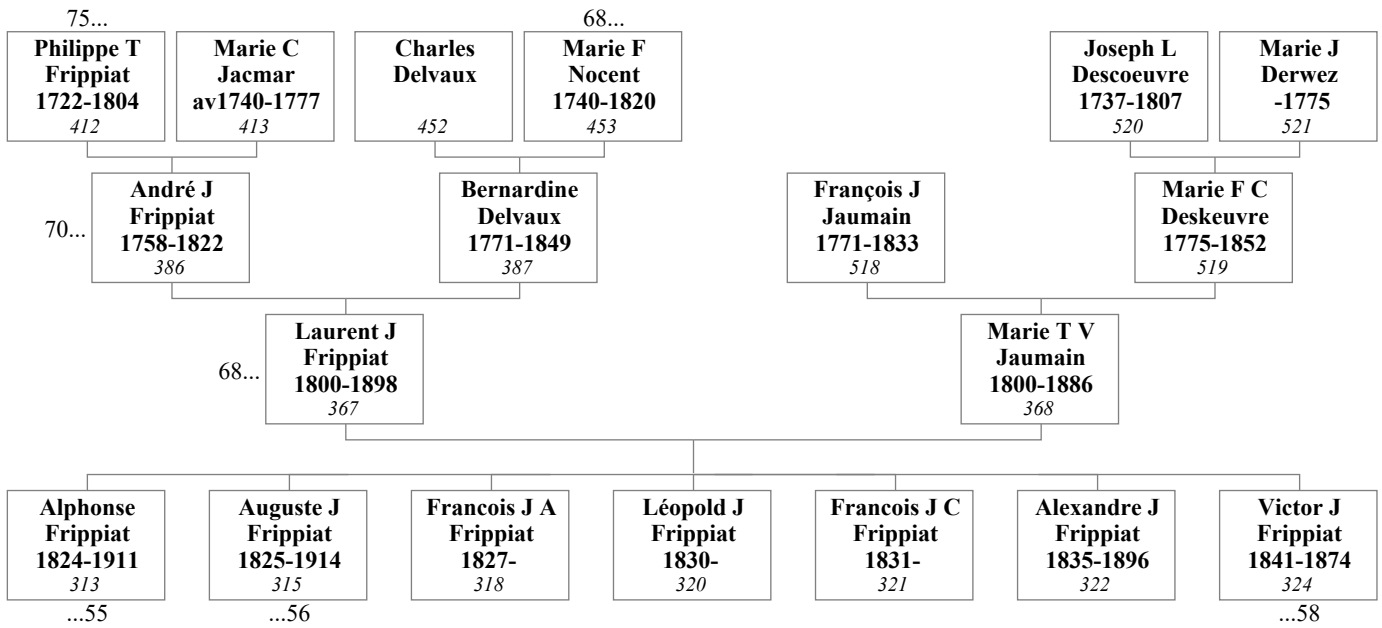 75...
68...
Philippe T
Frippiat
1722-1804
412
Marie C
Jacmar
av1740-1777
413
Charles
Delvaux
452
Marie F
Nocent
1740-1820
453
Joseph L
Descoeuvre
1737-1807
520
Marie J
Derwez
-1775
521
70...
André J
Frippiat
1758-1822
386
Bernardine
Delvaux
1771-1849
387
François J
Jaumain
1771-1833
518
Marie F C
Deskeuvre
1775-1852
519
68...
Laurent J
Frippiat
1800-1898
367
Marie T V
Jaumain
1800-1886
368
Alphonse
Frippiat
1824-1911
313
...55
Auguste J
Frippiat
1825-1914
315
...56
Francois J A
Frippiat
1827-
318
Léopold J
Frippiat
1830-
320
Francois J C
Frippiat
1831-
321
Alexandre J
Frippiat
1835-1896
322
Victor J
Frippiat
1841-1874
324
...58